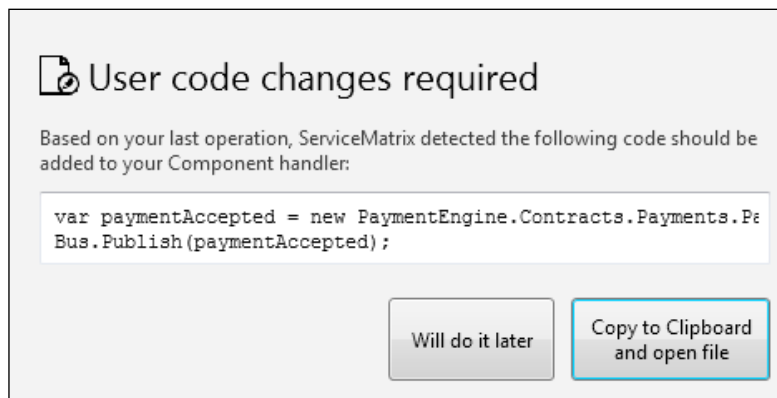 User code changes required
Based on your last operation, ServiceMatrix detected the following code should be
added to your Component handler:
var paymentAccepted = new PaymentEngine.Contracts.Payments.Pa
Bus.Publish(paymentAccepted);
Will do it later
Copy to Clipboard
and open file